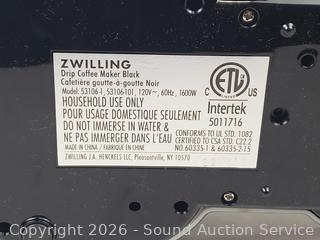 ZWILLING
Drip Coffee Maker Black
Cafetière goutte-à-goutte Noir
Model: 53106-1, 53106-101, 120V~, 60Hz, 1600W
HOUSEHOLD USE ONLY
POUR USAGE DOMESTIQUE SEULEMENT
DO NOT IMMERSE IN WATER &
NE PAS IMMERGER DANS L'EAU
MADE IN CHINA / FABRIQUÉ EN CHINE
ZWILLING J.A. HENCKELS LLC, Pleasantville, NY 10570
C ETL US
Intertek
5011716
CONFORMS TO UL STD. 1082
CERTIFIED TO CSA STD. C22.2
NO.60335-1 & 60335-2-15
Copyright 2026 - EstateSales.org